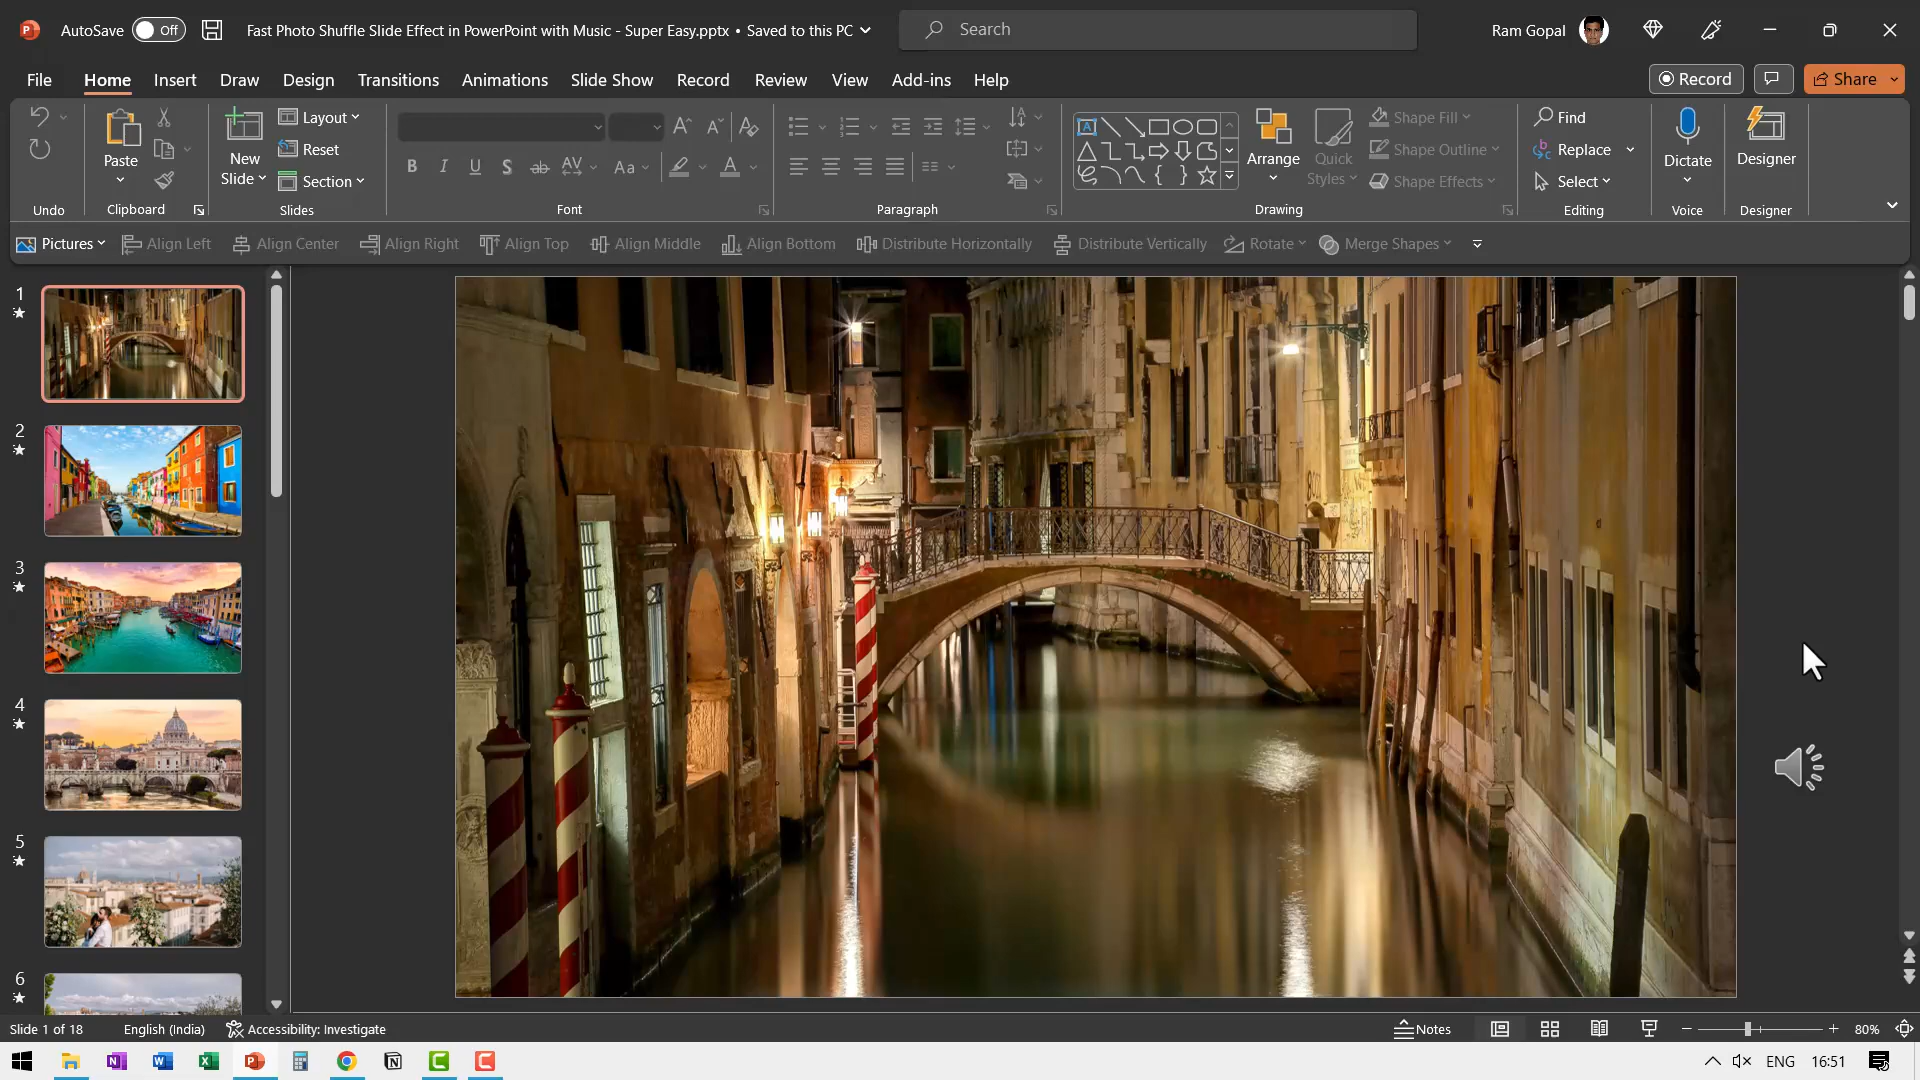 AutoSave Off Fast Photo Shuffle Slide Effect in PowerPoint with Music - Super Easy.pptx • Saved to this PC Search Ram Gopal
File Home Insert Draw Design Transitions Animations Slide Show Record Review View Add-ins Help Record Share
Paste
New Slide
Layout
Reset
Section
B I U S ab AV Aa A
Arrange
Quick Styles
Shape Fill
Shape Outline
Shape Effects
Find
Replace
Select
Dictate
Designer
Undo Clipboard Slides Font Paragraph Drawing Editing Voice Designer
Pictures Align Left Align Center Align Right Align Top Align Middle Align Bottom Distribute Horizontally Distribute Vertically Rotate Merge Shapes
1
2
3
4
5
6
Slide 1 of 18 English (India) Accessibility: Investigate Notes 80%
ENG 16:51